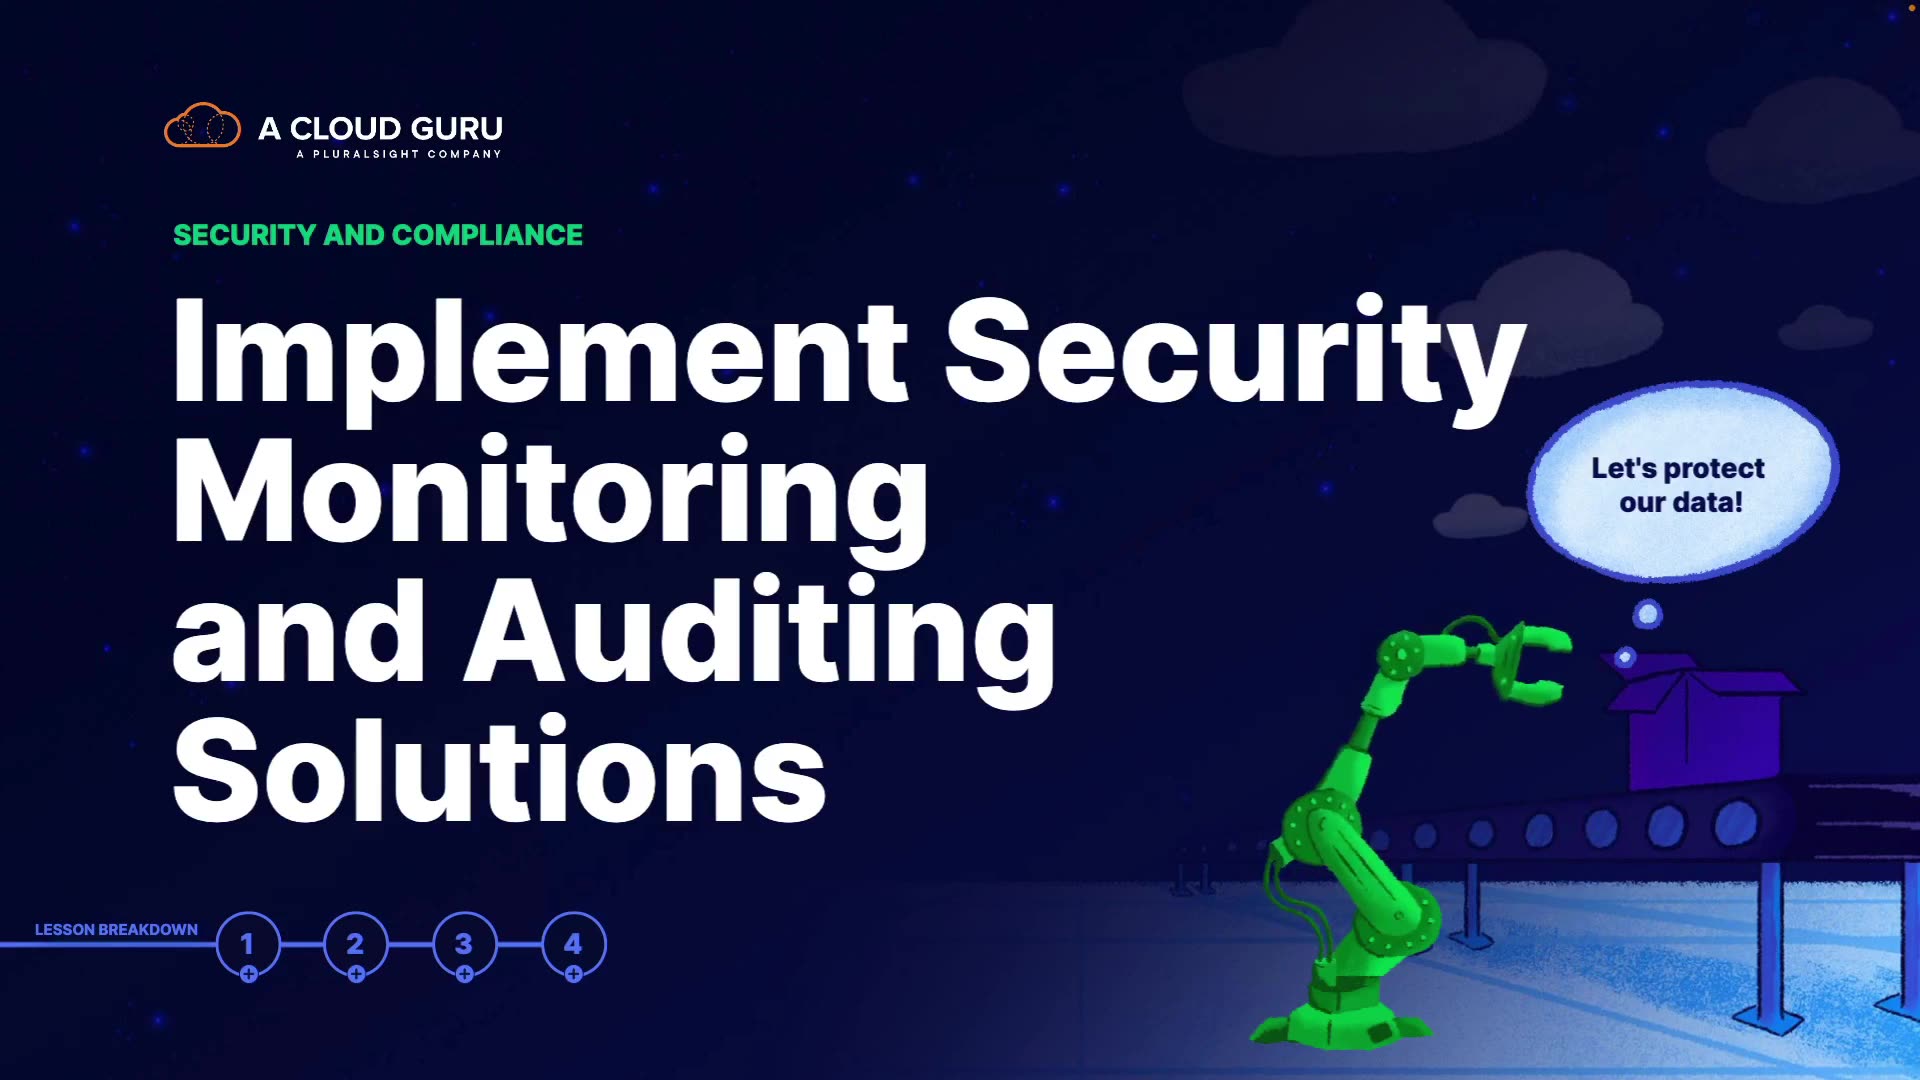 A CLOUD GURU
A PLURALSIGHT COMPANY
SECURITY AND COMPLIANCE
Implement Security
Monitoring
and Auditing
Solutions
Let's protect
our data!
LESSON BREAKDOWN
1 2 3 4